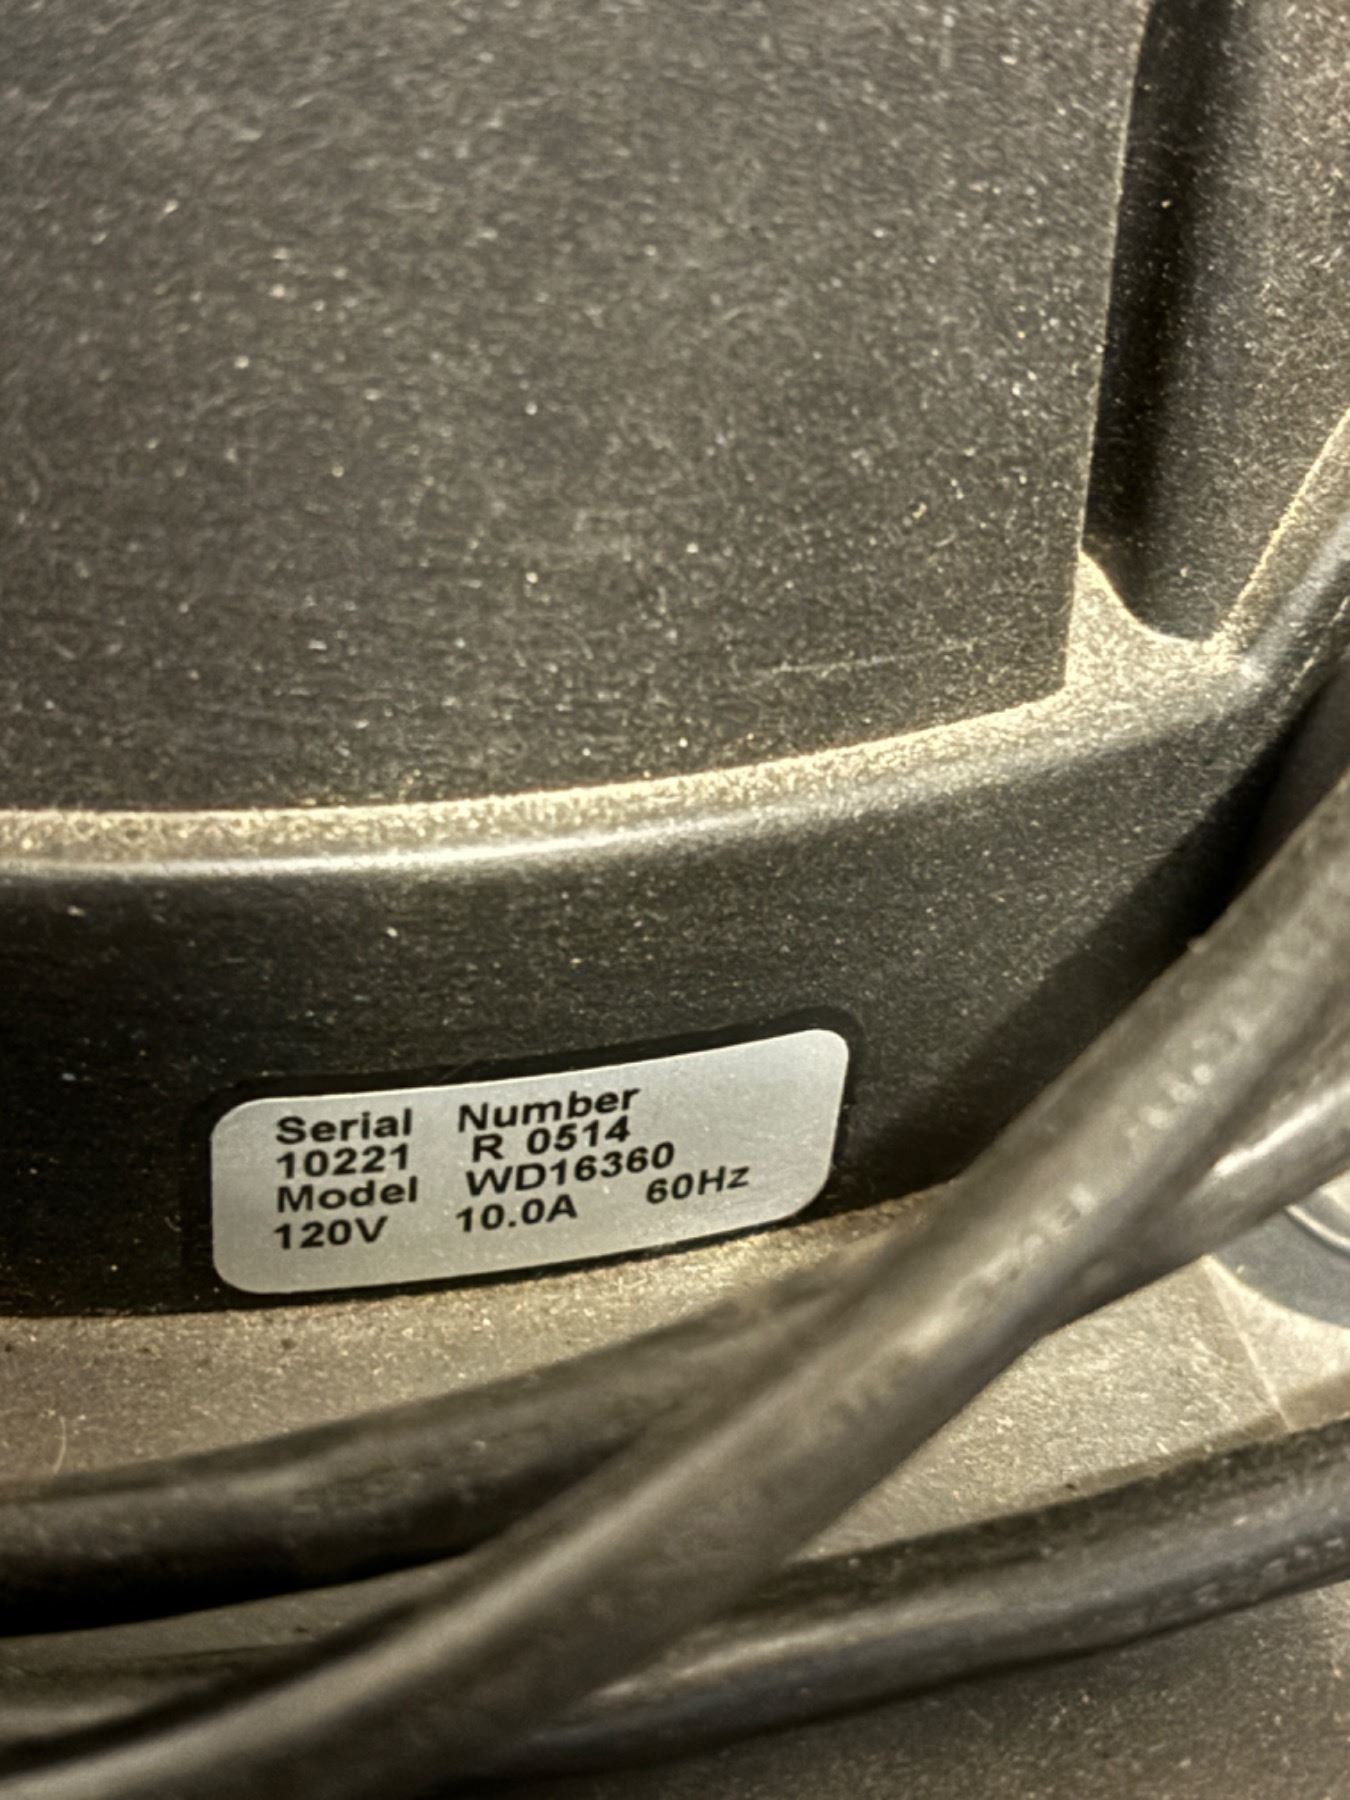 Serial Number
10221 R 0514
Model WD16360
120V 10.0A 60Hz